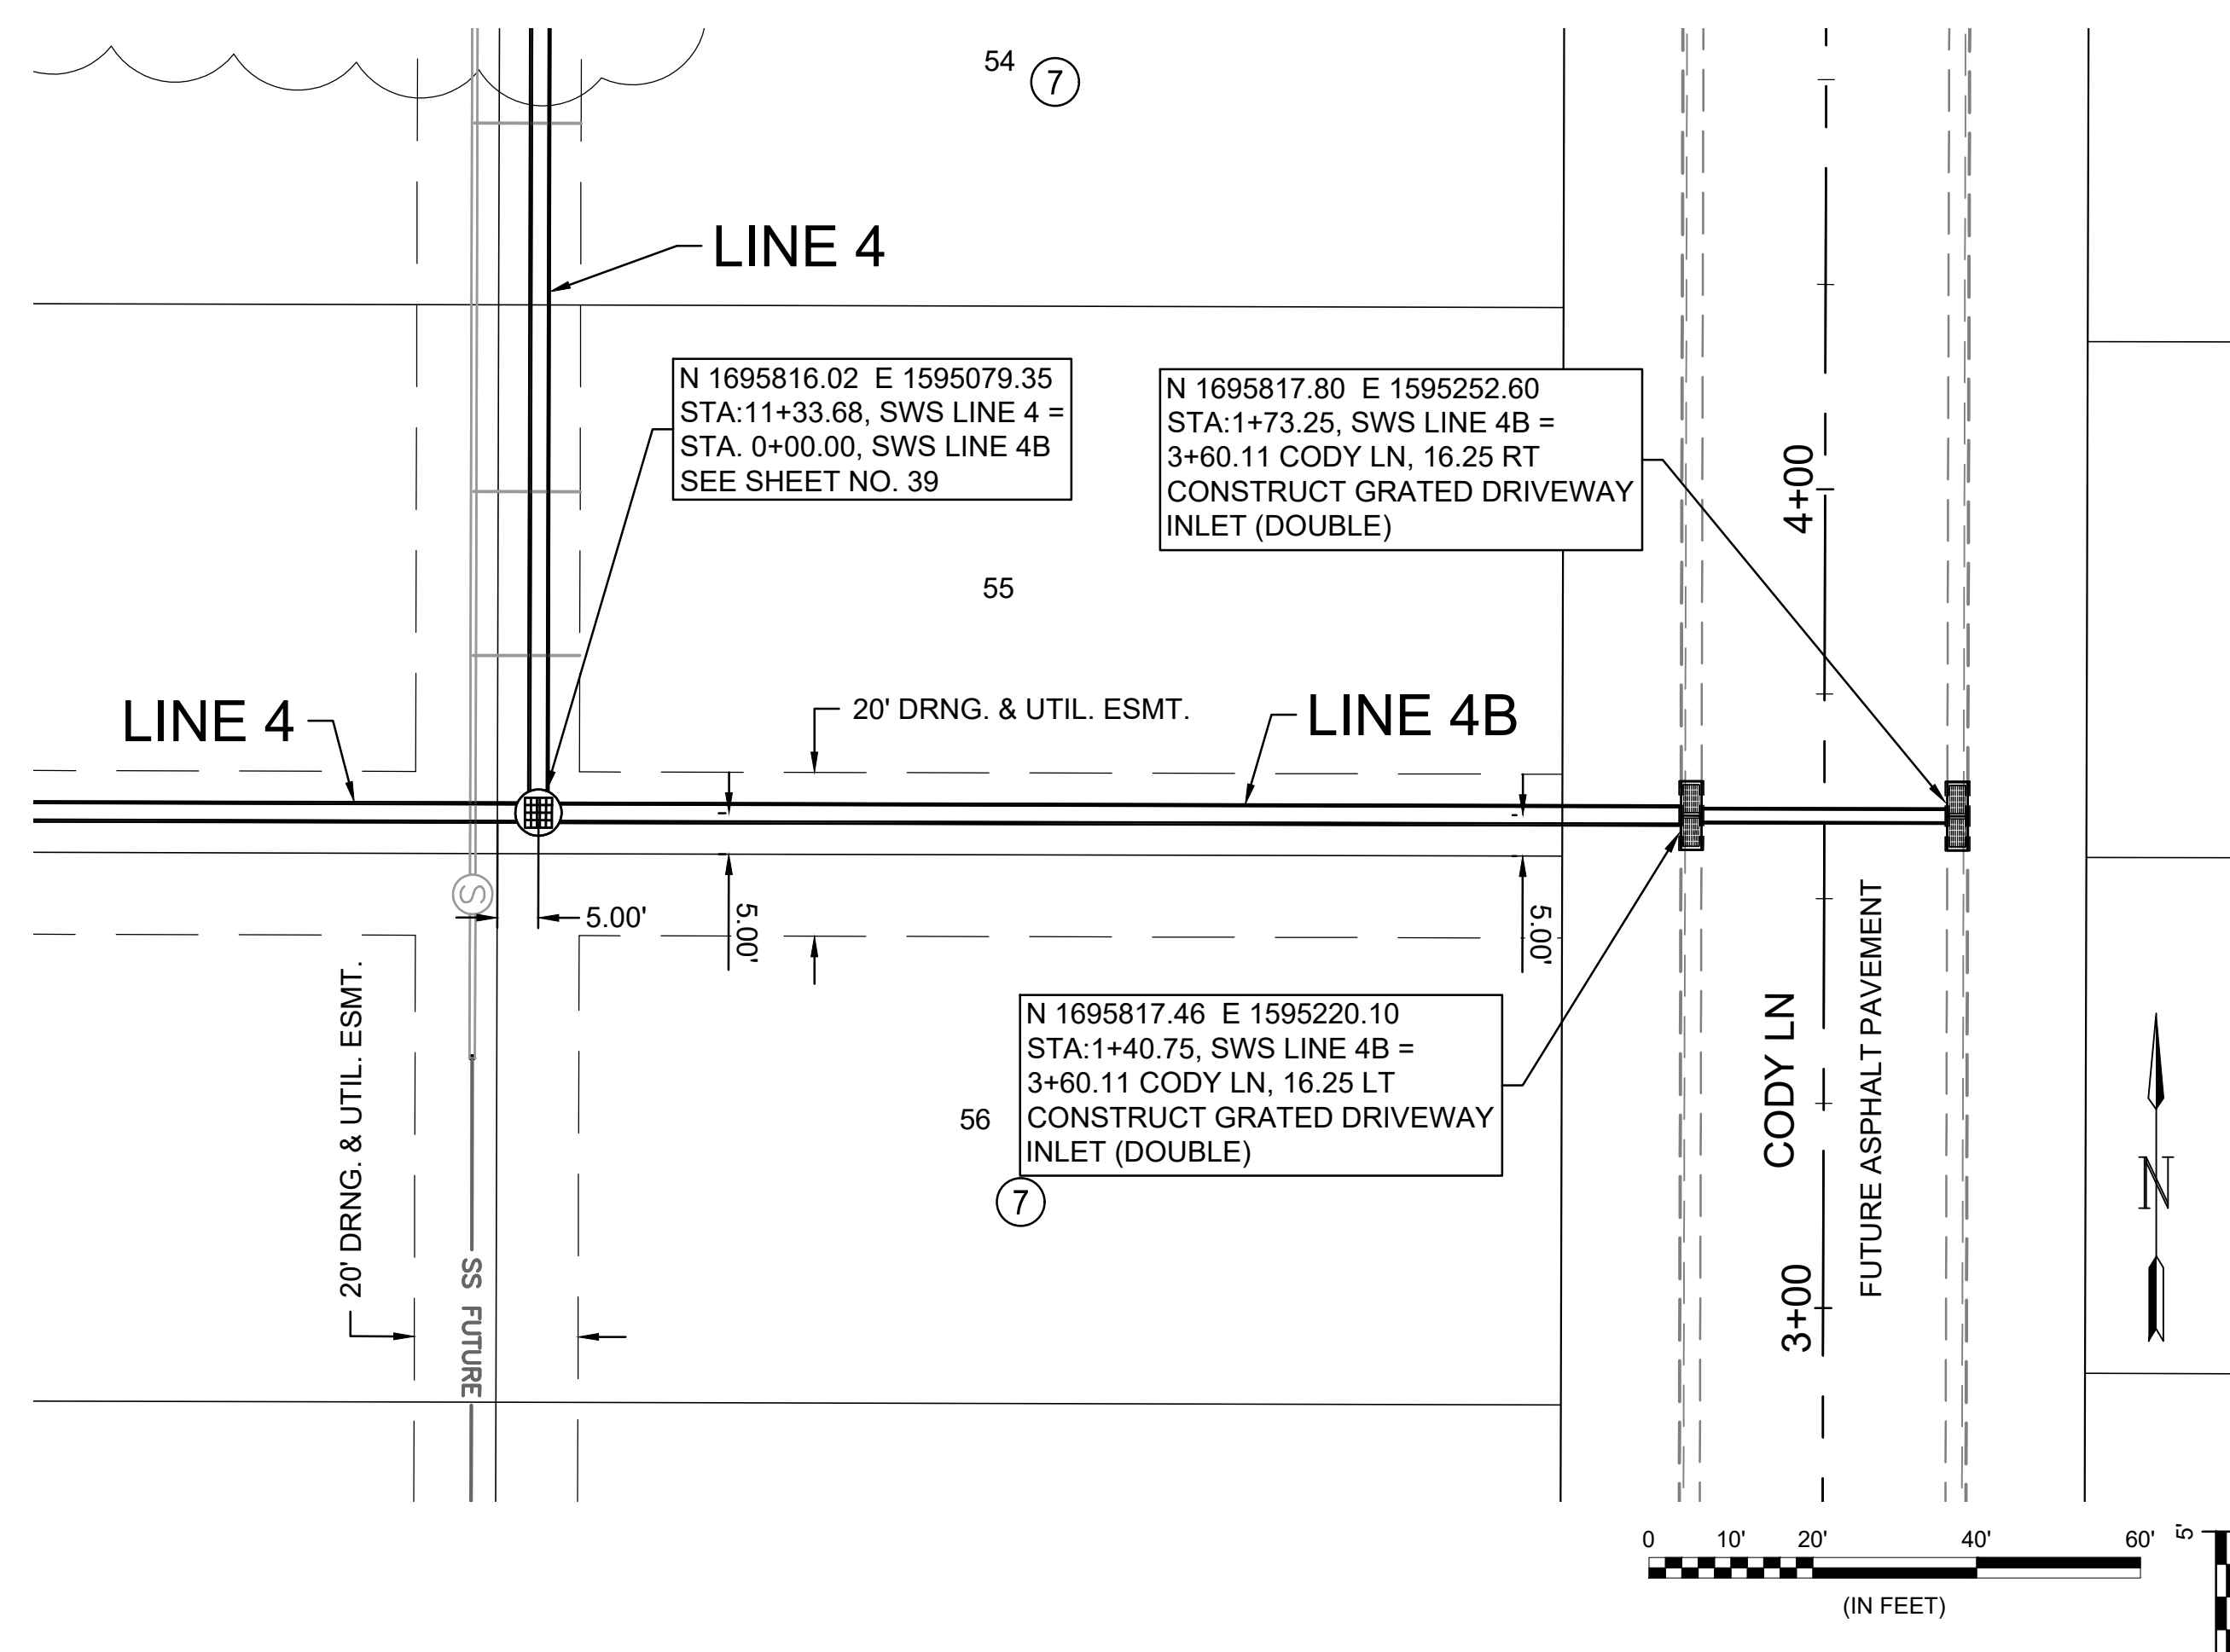 54
7
LINE 4
N 1695816.02 E 1595079.35
STA:11+33.68, SWS LINE 4 =
STA. 0+00.00, SWS LINE 4B
SEE SHEET NO. 39
N 1695817.80 E 1595252.60
STA:1+73.25, SWS LINE 4B =
3+60.11 CODY LN, 16.25 RT
CONSTRUCT GRATED DRIVEWAY
INLET (DOUBLE)
4+00
55
LINE 4
20' DRNG. & UTIL. ESMT.
LINE 4B
S
5.00'
5.00'
5.00'
20' DRNG. & UTIL. ESMT.
N 1695817.46 E 1595220.10
STA:1+40.75, SWS LINE 4B =
3+60.11 CODY LN, 16.25 LT
CONSTRUCT GRATED DRIVEWAY
INLET (DOUBLE)
56
7
CODY LN
FUTURE ASPHALT PAVEMENT
3+00
N
SS FUTURE
0 10' 20' 40' 60'
(IN FEET)
5'